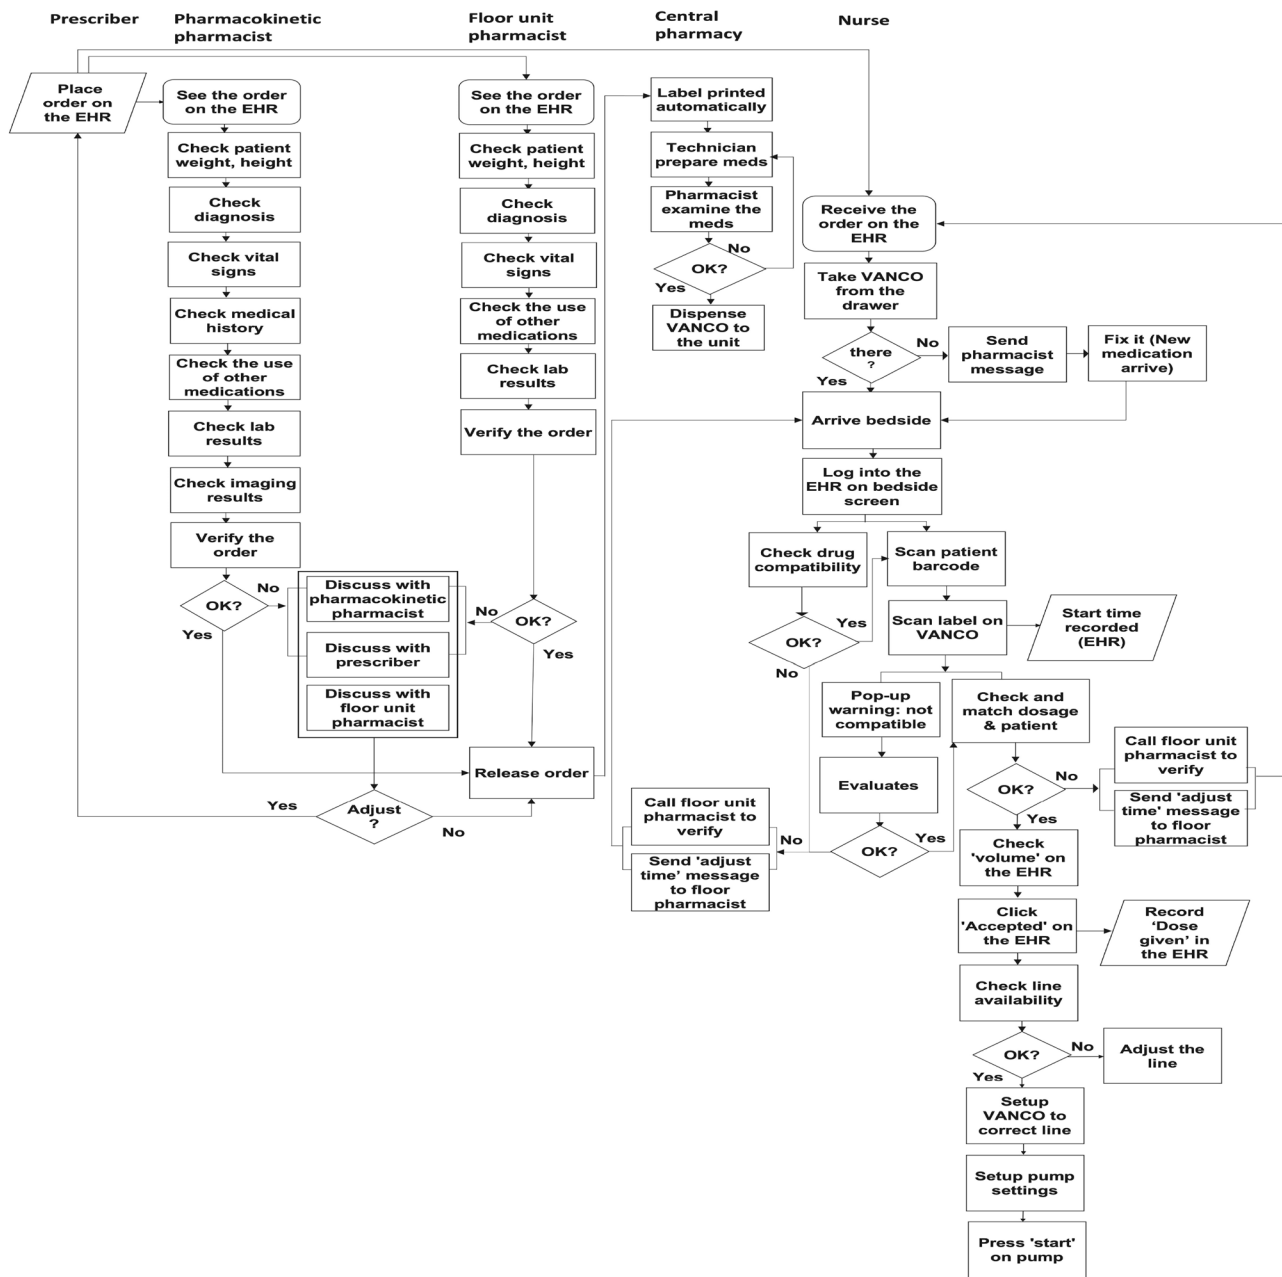 Prescriber
Pharmacokinetic
pharmacist
Floor unit
pharmacist
Central
pharmacy
Nurse
Place
order on
the EHR
See the order
on the EHR
Check patient
weight, height
Check
diagnosis
Check vital
signs
Check medical
history
Check the use
of other
medications
Check lab
results
Check imaging
results
Verify the
order
OK?
No
Yes
Discuss with
pharmacokinetic
pharmacist
Discuss with
prescriber
Discuss with
floor unit
pharmacist
Adjust
?
Yes
No
See the order
on the EHR
Check patient
weight, height
Check
diagnosis
Check vital
signs
Check the use
of other
medications
Check lab
results
Verify the order
No
OK?
Yes
Release order
Label printed
automatically
Technician
prepare meds
Pharmacist
examine the
meds
No
OK?
Yes
Dispense
VANCO to
the unit
Receive the
order on the
EHR
Take VANCO
from the
drawer
there
?
No
Yes
Send
pharmacist
message
Fix it (New
medication
arrive)
Arrive bedside
Log into the
EHR on bedside
screen
Check drug
compatibility
OK?
Yes
No
Scan patient
barcode
Scan label on
VANCO
Start time
recorded
(EHR)
Pop-up
warning: not
compatible
Evaluates
OK?
Yes
No
Call floor unit
pharmacist to
verify
Send 'adjust
time' message
to floor
pharmacist
Check and
match dosage
& patient
OK?
No
Yes
Call floor unit
pharmacist to
verify
Send 'adjust
time' message
to floor
pharmacist
Check
'volume' on
the EHR
Click
'Accepted' on
the EHR
Record
‘Dose
given’ in
the EHR
Check line
availability
OK?
No
Yes
Adjust the
line
Setup
VANCO to
correct line
Setup pump
settings
Press 'start'
on pump